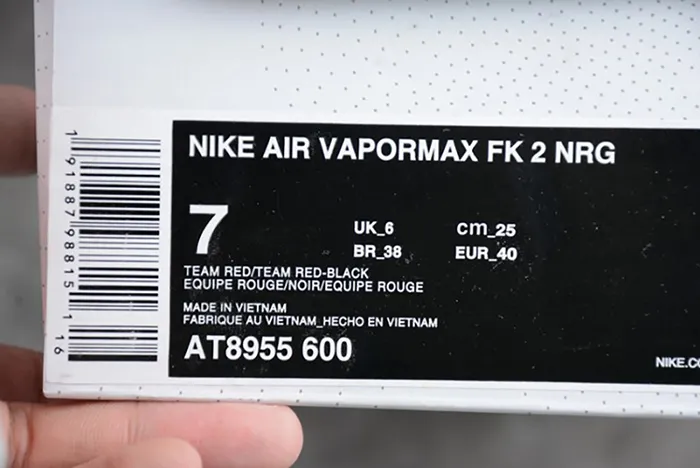 NIKE AIR VAPORMAX FK 2 NRG
7
UK_6 cm_25
BR_38 EUR_40
TEAM RED/TEAM RED-BLACK
EQUIPE ROUGE/NOIR/EQUIPE ROUGE
MADE IN VIETNAM
FABRIQUE AU VIETNAM_HECHO EN VIETNAM
AT8955 600
1 91887 98815 1 16